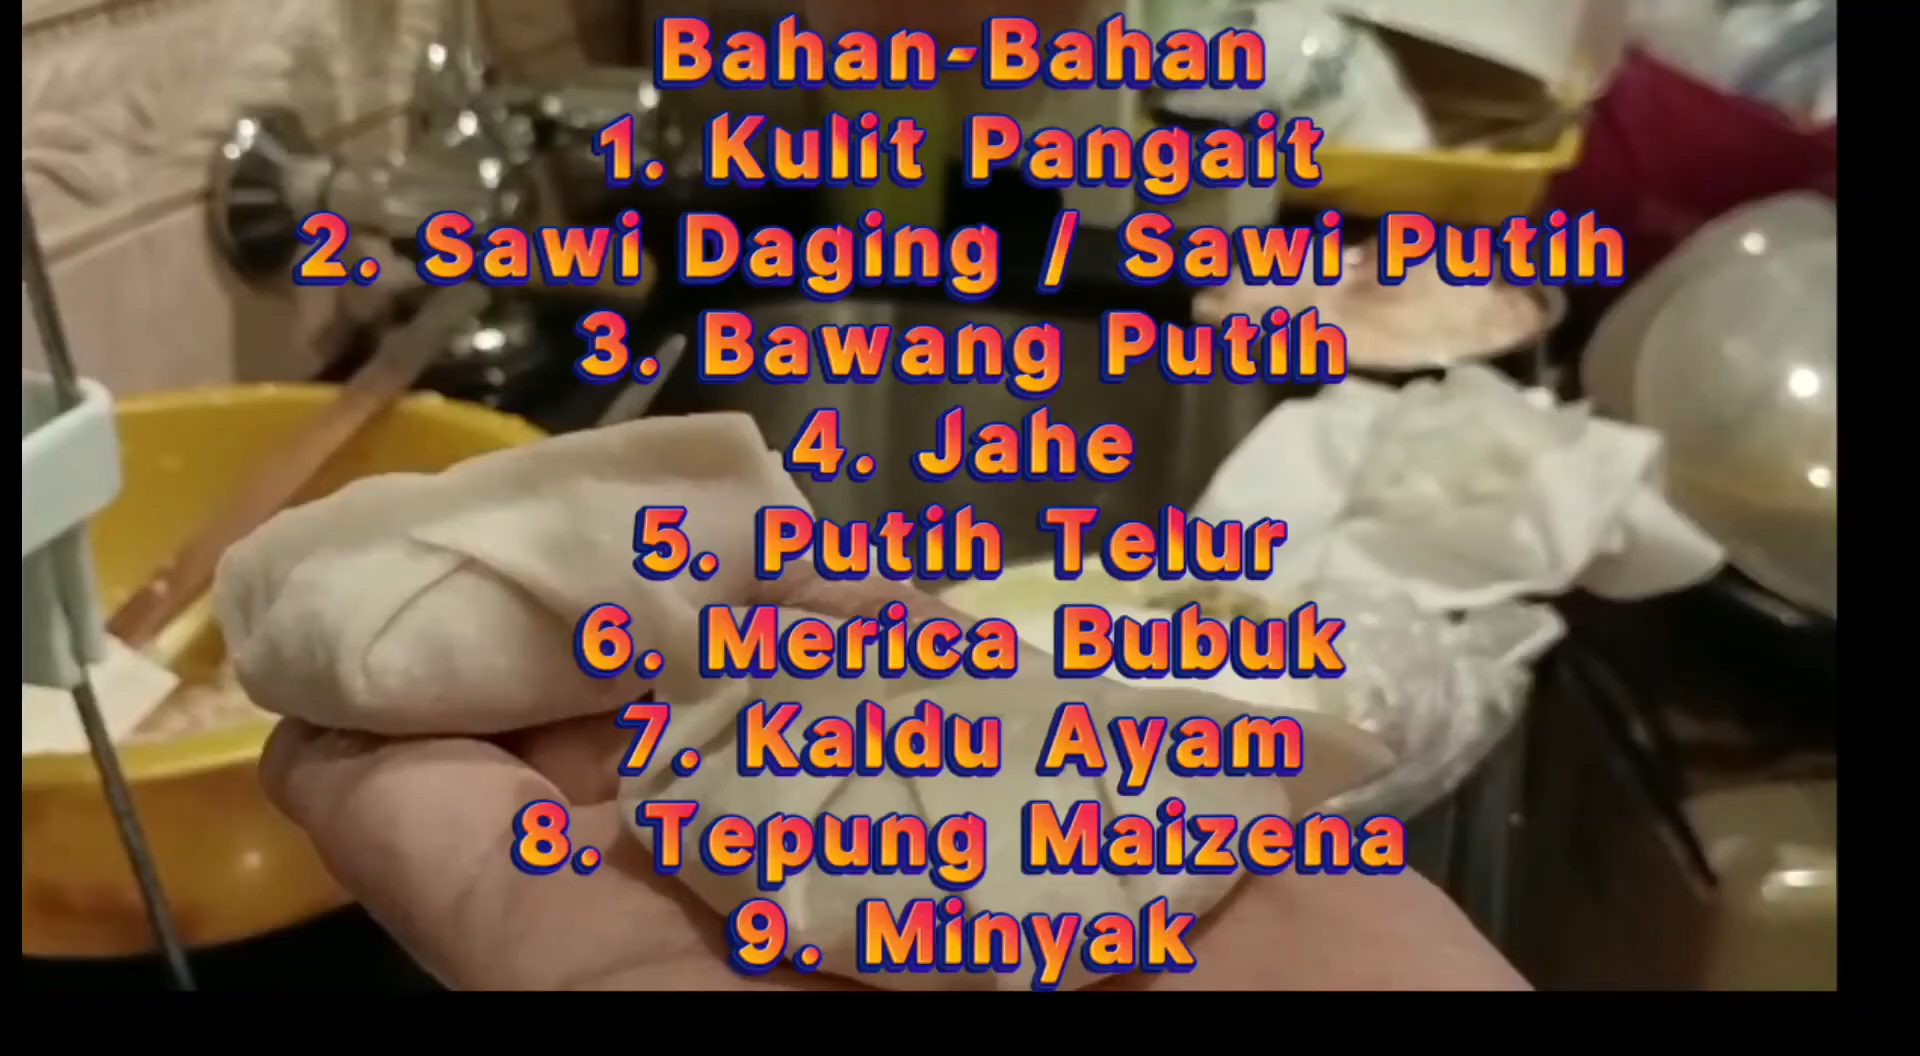 Bahan-Bahan
1. Kulit Pangait
2. Sawi Daging / Sawi Putih
3. Bawang Putih
4. Jahe
5. Putih Telur
6. Merica Bubuk
7. Kaldu Ayam
8. Tepung Maizena
9. Minyak